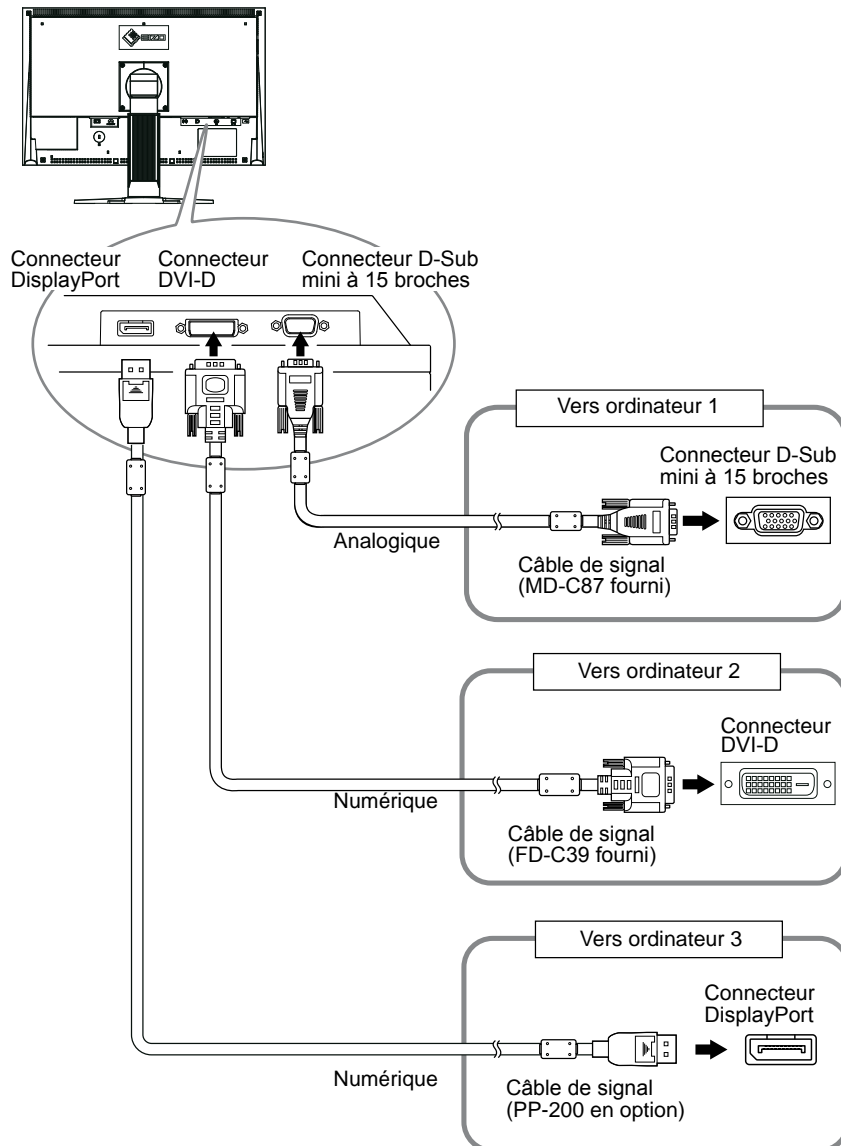 EIZO
Connecteur
DisplayPort
Connecteur
DVI-D
Connecteur D-Sub
mini à 15 broches
Vers ordinateur 1
Connecteur D-Sub
mini à 15 broches
Analogique
Câble de signal
(MD-C87 fourni)
Vers ordinateur 2
Connecteur
DVI-D
Numérique
Câble de signal
(FD-C39 fourni)
Vers ordinateur 3
Connecteur
DisplayPort
Numérique
Câble de signal
(PP-200 en option)